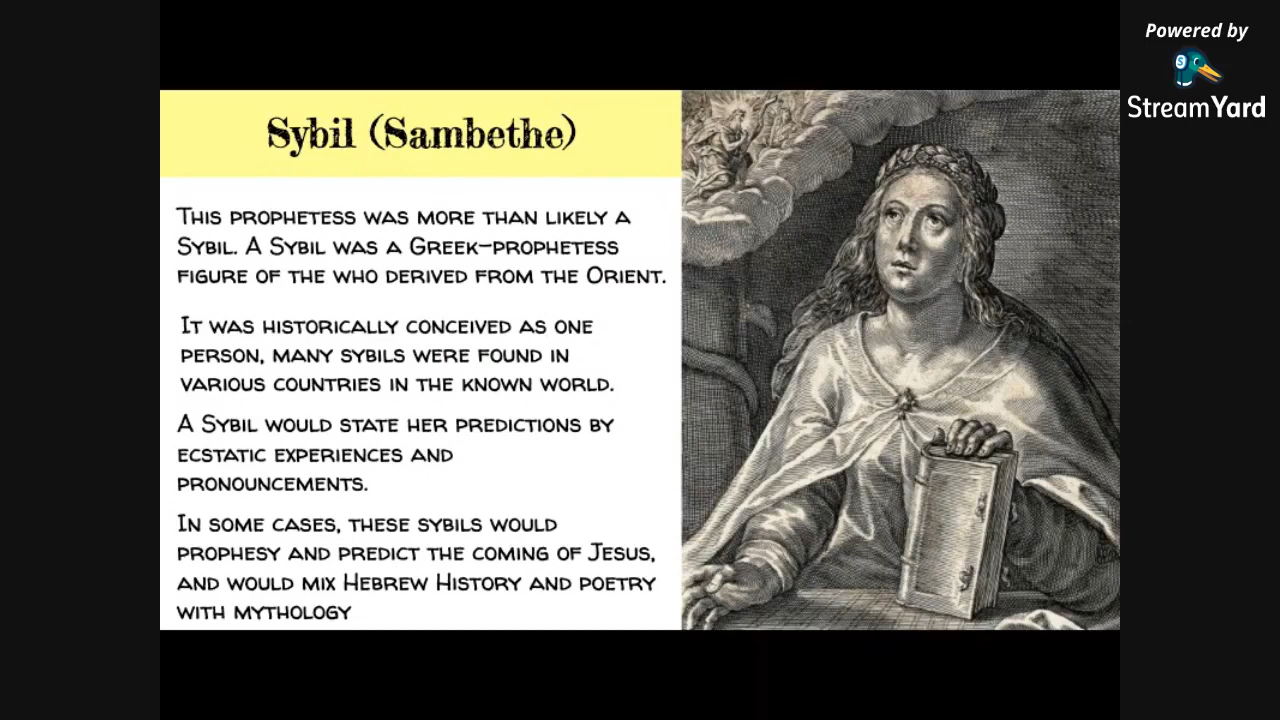 Sybil (Sambethe)
This prophetess was more than likely a
Sybil. A Sybil was a Greek-prophetess
figure of the who derived from the Orient.
It was historically conceived as one
person, many sybils were found in
various countries in the known world.
A Sybil would state her predictions by
ecstatic experiences and
pronouncements.
In some cases, these sybils would
prophesy and predict the coming of Jesus,
and would mix Hebrew History and poetry
with mythology
Powered by
StreamYard